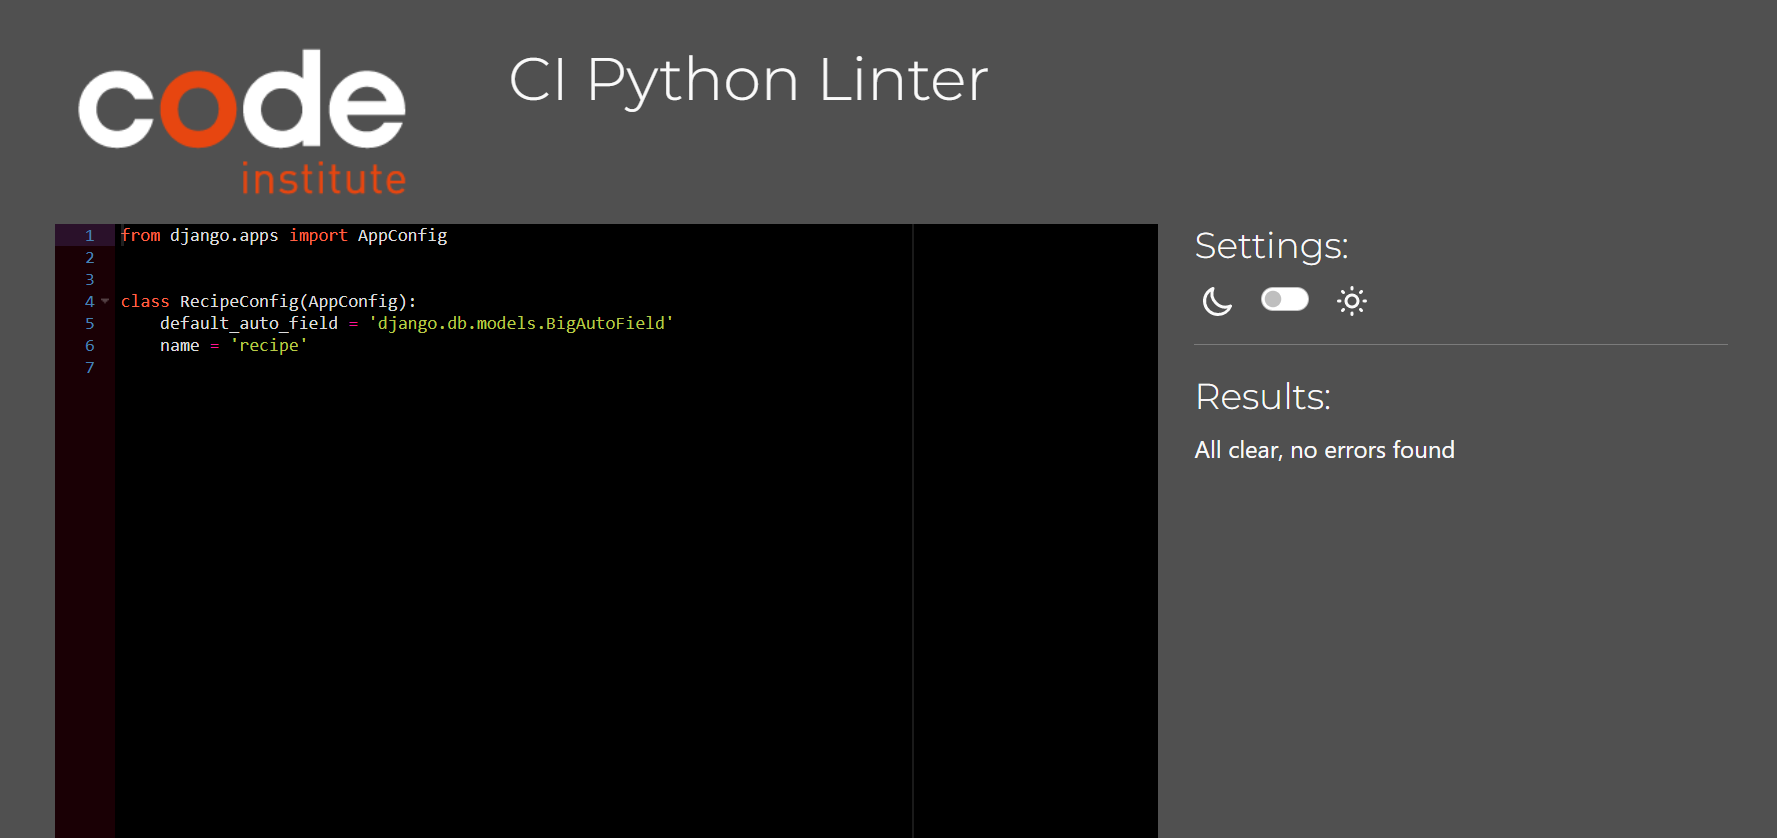 code
institute
CI Python Linter
1 from django.apps import AppConfig
2
3
4 class RecipeConfig(AppConfig):
5     default_auto_field = 'django.db.models.BigAutoField'
6     name = 'recipe'
7
Settings:
Results:
All clear, no errors found